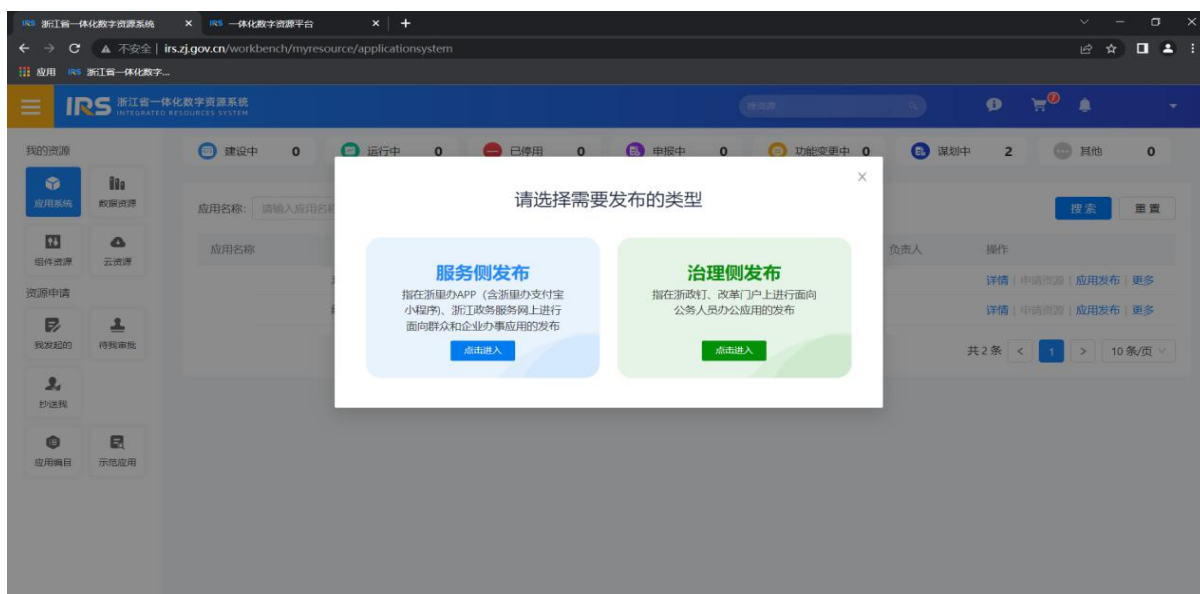 IRS 浙江省一体化数字资源系统
IRS 一体化数字资源平台
不安全 | irs.zj.gov.cn/workbench/myresource/applicationsystem
应用
IRS 浙江省一体化数字...
IRS 浙江省一体化数字资源系统
INTEGRATED RESOURCES SYSTEM
搜资源
我的资源
建设中 0
运行中 0
已停用 0
申报中 0
功能变更中 0
谋划中 2
其他 0
应用系统
数据资源
组件资源
云资源
资源申请
我发起的
待我审批
抄送我
应用编目
示范应用
应用名称: 请输入应用名称
搜索
重置
应用名称
负责人
操作
详情 | 申请资源 | 应用发布 | 更多
详情 | 申请资源 | 应用发布 | 更多
共 2 条 < 1 > 10 条/页
请选择需要发布的类型
服务侧发布
指在浙里办APP(含浙里办支付宝
小程序)、浙江政务服务网上进行
面向群众和企业办事应用的发布
点击进入
治理侧发布
指在浙政钉、改革门户上进行面向
公务人员办公应用的发布
点击进入